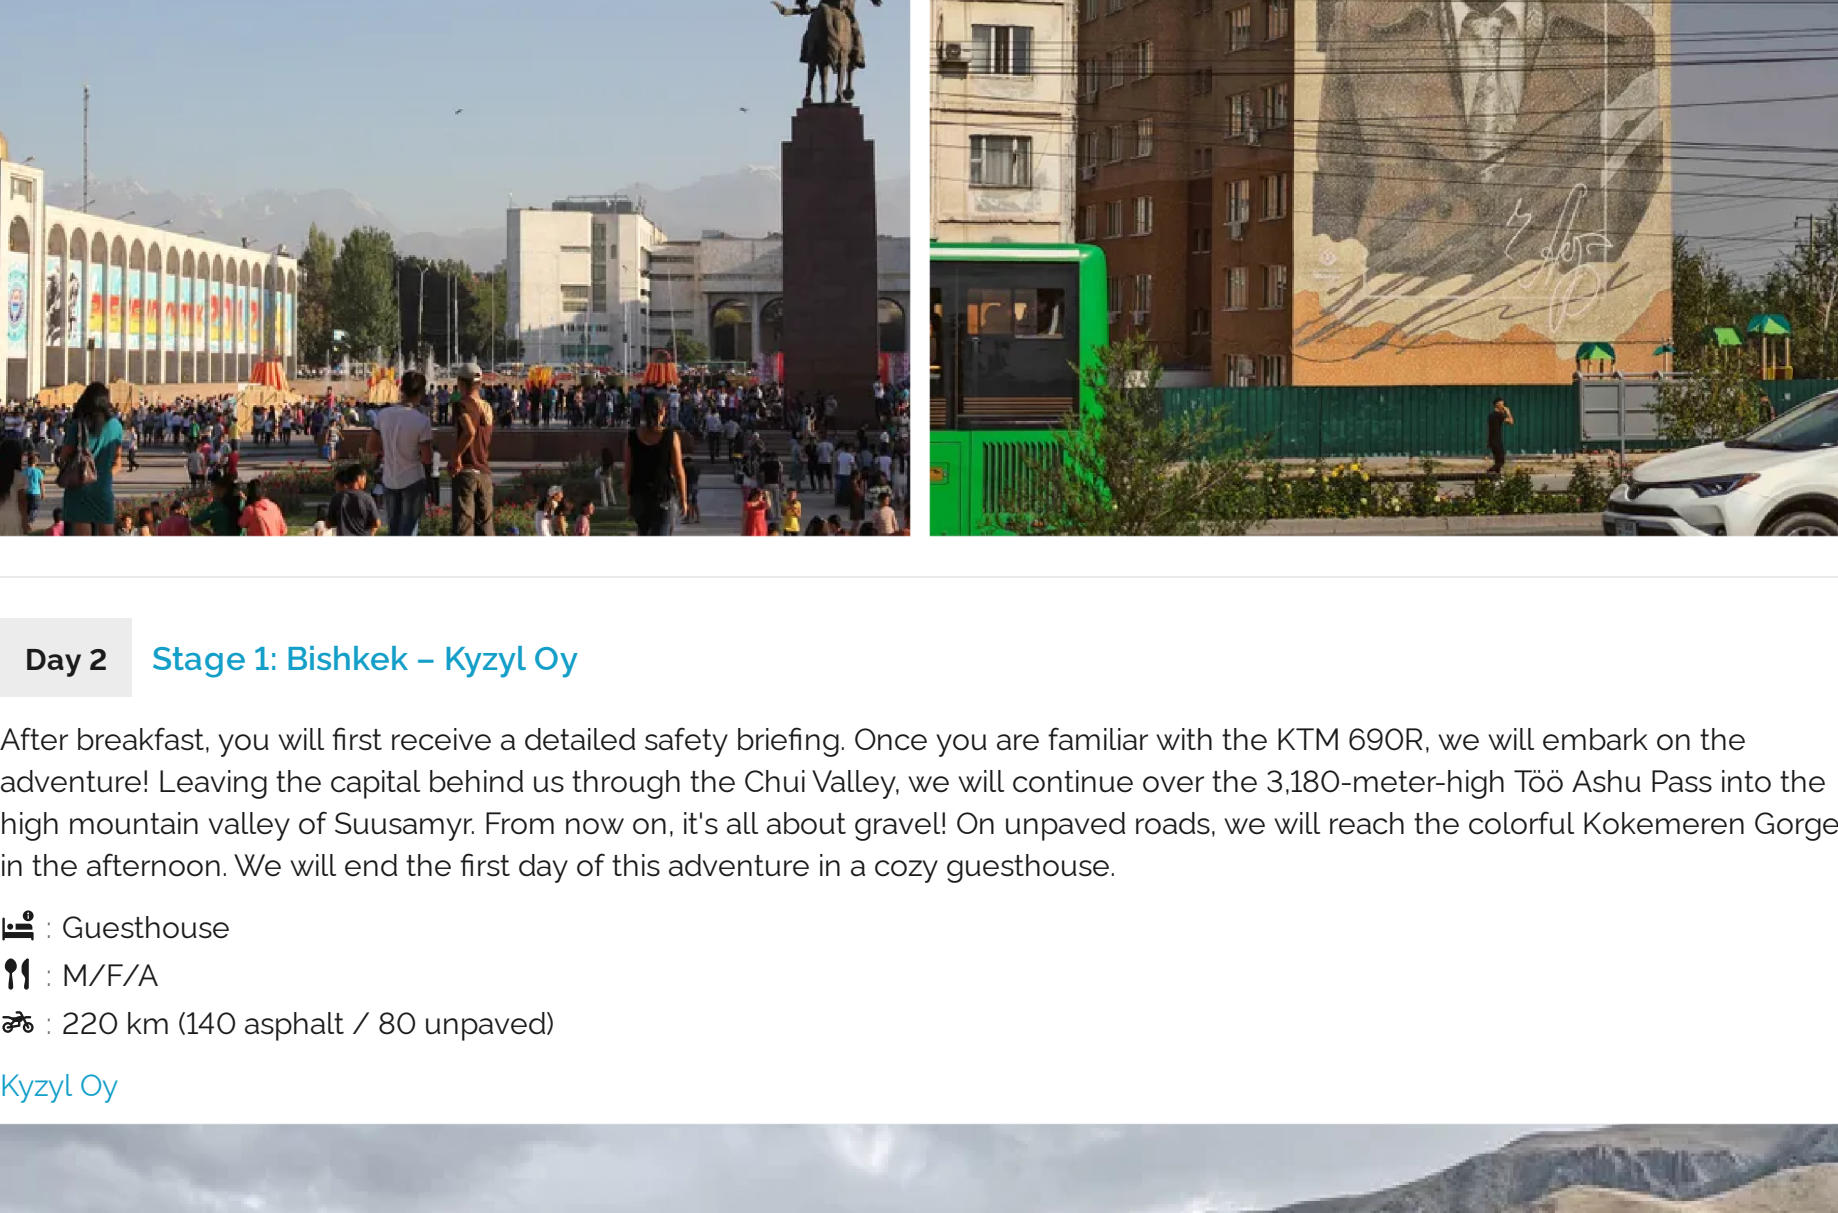 Day 2
Stage 1: Bishkek – Kyzyl Oy
After breakfast, you will first receive a detailed safety briefing. Once you are familiar with the KTM 690R, we will embark on the
adventure! Leaving the capital behind us through the Chui Valley, we will continue over the 3,180-meter-high Töö Ashu Pass into the
high mountain valley of Suusamyr. From now on, it's all about gravel! On unpaved roads, we will reach the colorful Kokemeren Gorge
in the afternoon. We will end the first day of this adventure in a cozy guesthouse.
: Guesthouse
: M/F/A
: 220 km (140 asphalt / 80 unpaved)
Kyzyl Oy